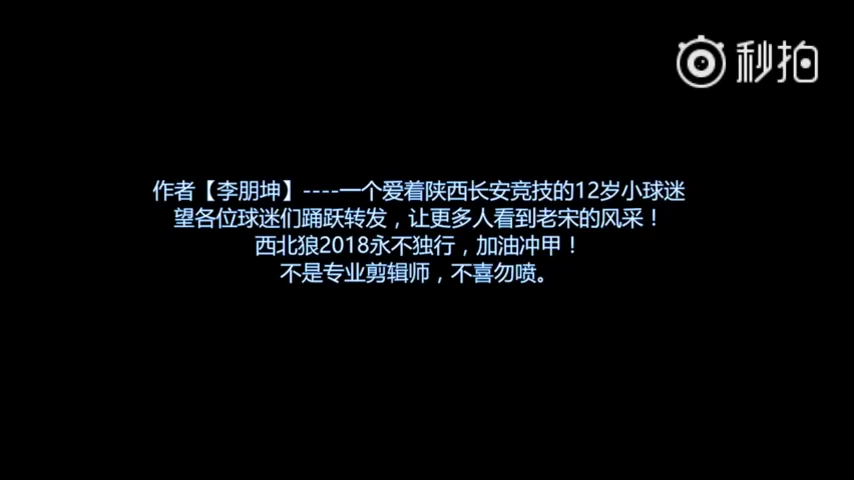 秒拍
作者【李朋坤】----一个爱着陕西长安竞技的12岁小球迷
望各位球迷们踊跃转发，让更多人看到老宋的风采！
西北狼2018永不独行，加油冲甲！
不是专业剪辑师，不喜勿喷。